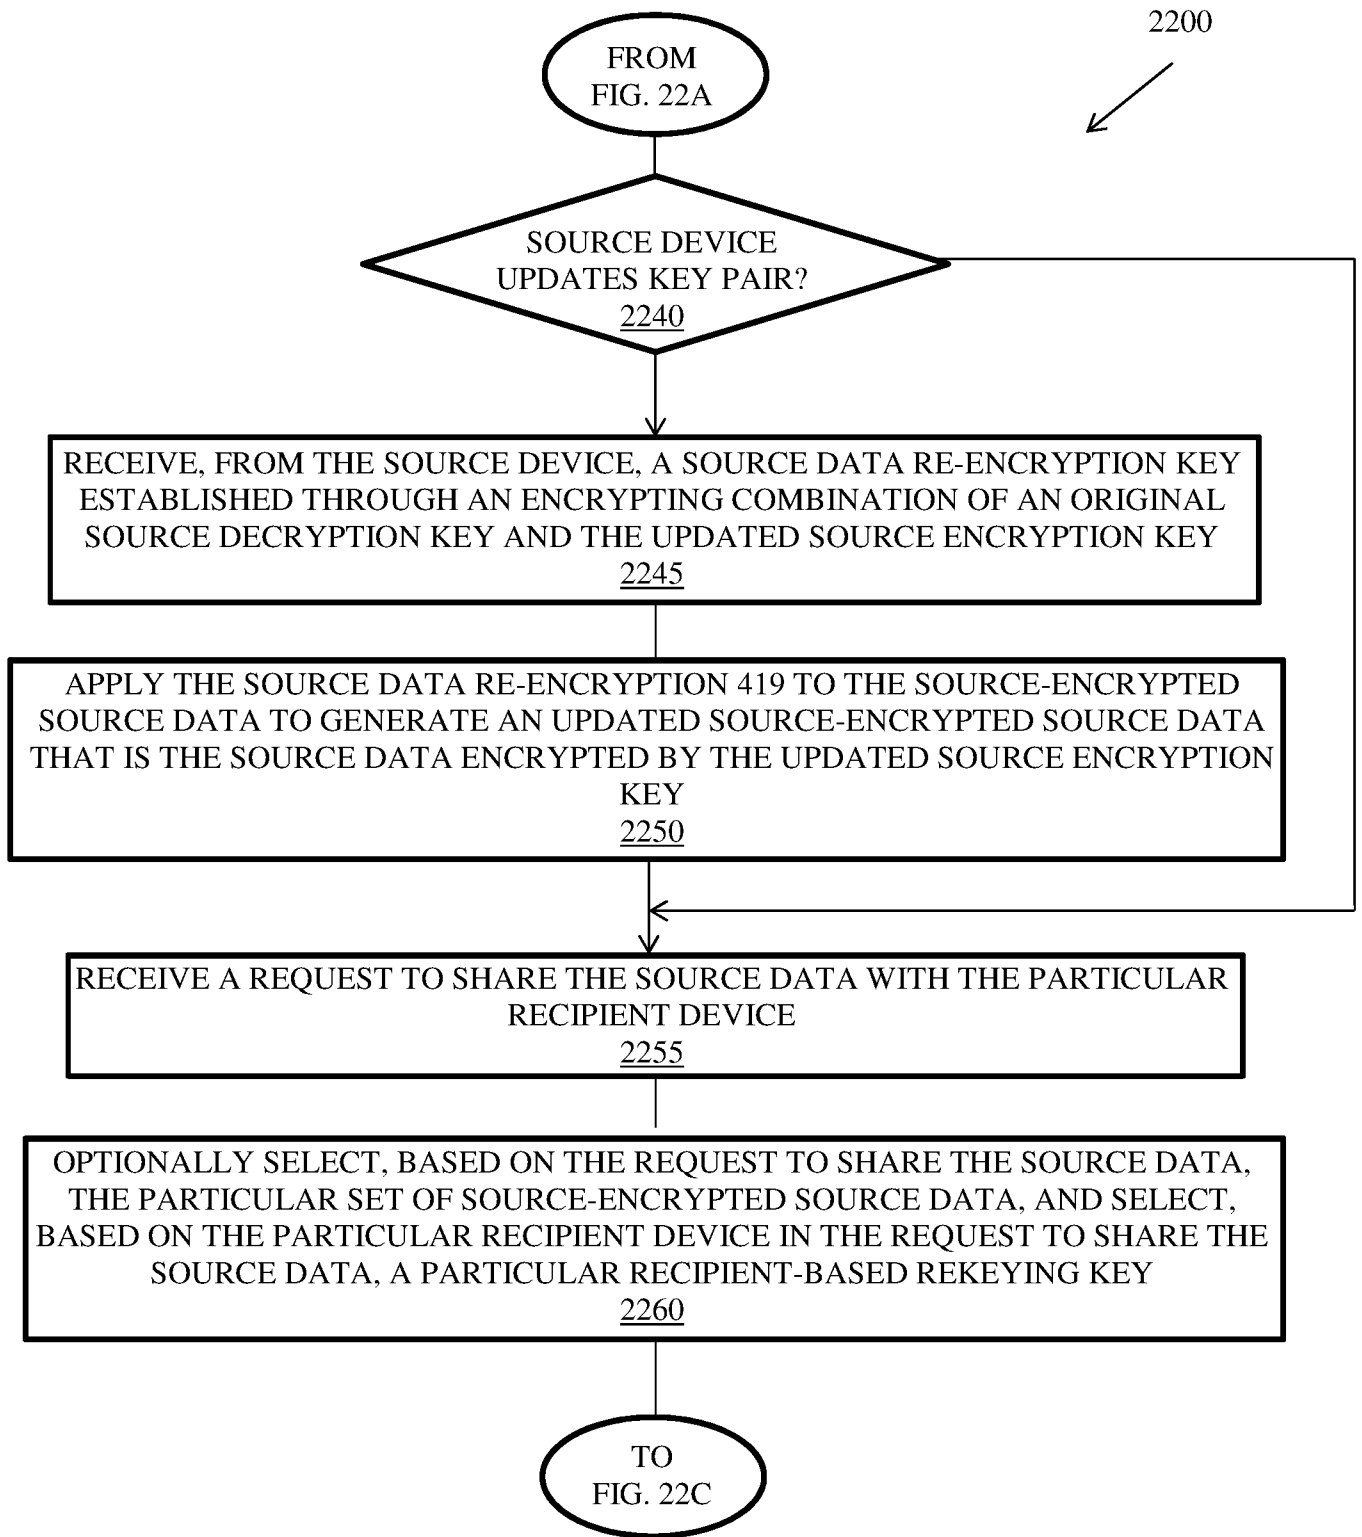 2200
FROM
FIG. 22A
SOURCE DEVICE
UPDATES KEY PAIR?
2240
RECEIVE, FROM THE SOURCE DEVICE, A SOURCE DATA RE-ENCRYPTION KEY
ESTABLISHED THROUGH AN ENCRYPTING COMBINATION OF AN ORIGINAL
SOURCE DECRYPTION KEY AND THE UPDATED SOURCE ENCRYPTION KEY
2245
APPLY THE SOURCE DATA RE-ENCRYPTION 419 TO THE SOURCE-ENCRYPTED
SOURCE DATA TO GENERATE AN UPDATED SOURCE-ENCRYPTED SOURCE DATA
THAT IS THE SOURCE DATA ENCRYPTED BY THE UPDATED SOURCE ENCRYPTION
KEY
2250
RECEIVE A REQUEST TO SHARE THE SOURCE DATA WITH THE PARTICULAR
RECIPIENT DEVICE
2255
OPTIONALLY SELECT, BASED ON THE REQUEST TO SHARE THE SOURCE DATA,
THE PARTICULAR SET OF SOURCE-ENCRYPTED SOURCE DATA, AND SELECT,
BASED ON THE PARTICULAR RECIPIENT DEVICE IN THE REQUEST TO SHARE THE
SOURCE DATA, A PARTICULAR RECIPIENT-BASED REKEYING KEY
2260
TO
FIG. 22C